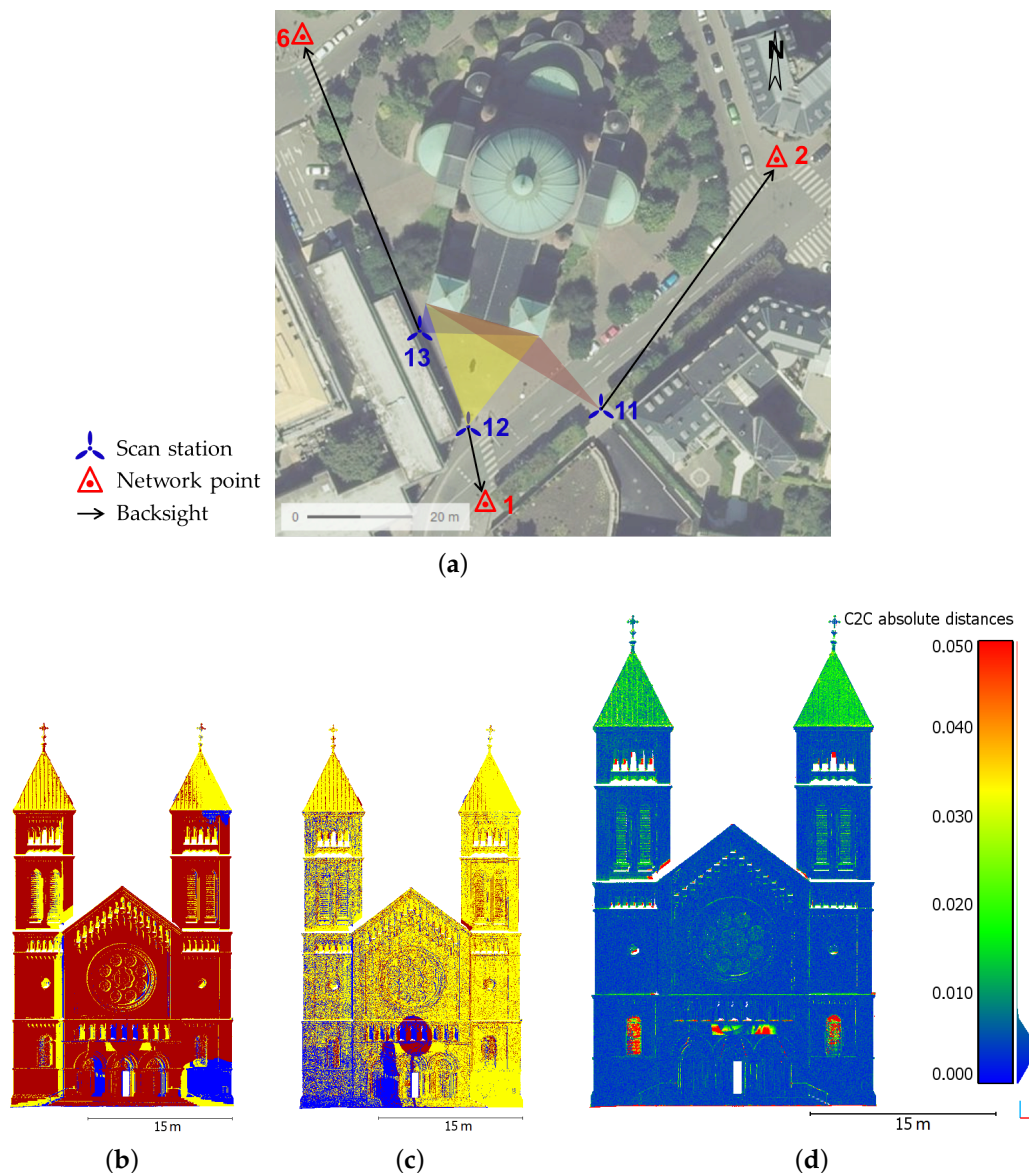 6
N
2
13
11
12
1
Scan station
Network point
Backsight
0 20 m
(a)
C2C absolute distances
0.050
0.040
0.030
0.020
0.010
0.000
15 m
15 m
15 m
(b) (c) (d)